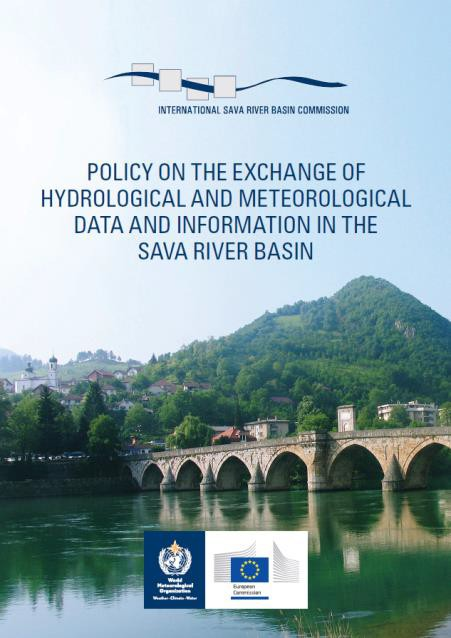 INTERNATIONAL SAVA RIVER BASIN COMMISSION
POLICY ON THE EXCHANGE OF
HYDROLOGICAL AND METEOROLOGICAL
DATA AND INFORMATION IN THE
SAVA RIVER BASIN
World
Meteorological
Organization
Weather • Climate • Water
European
Commission